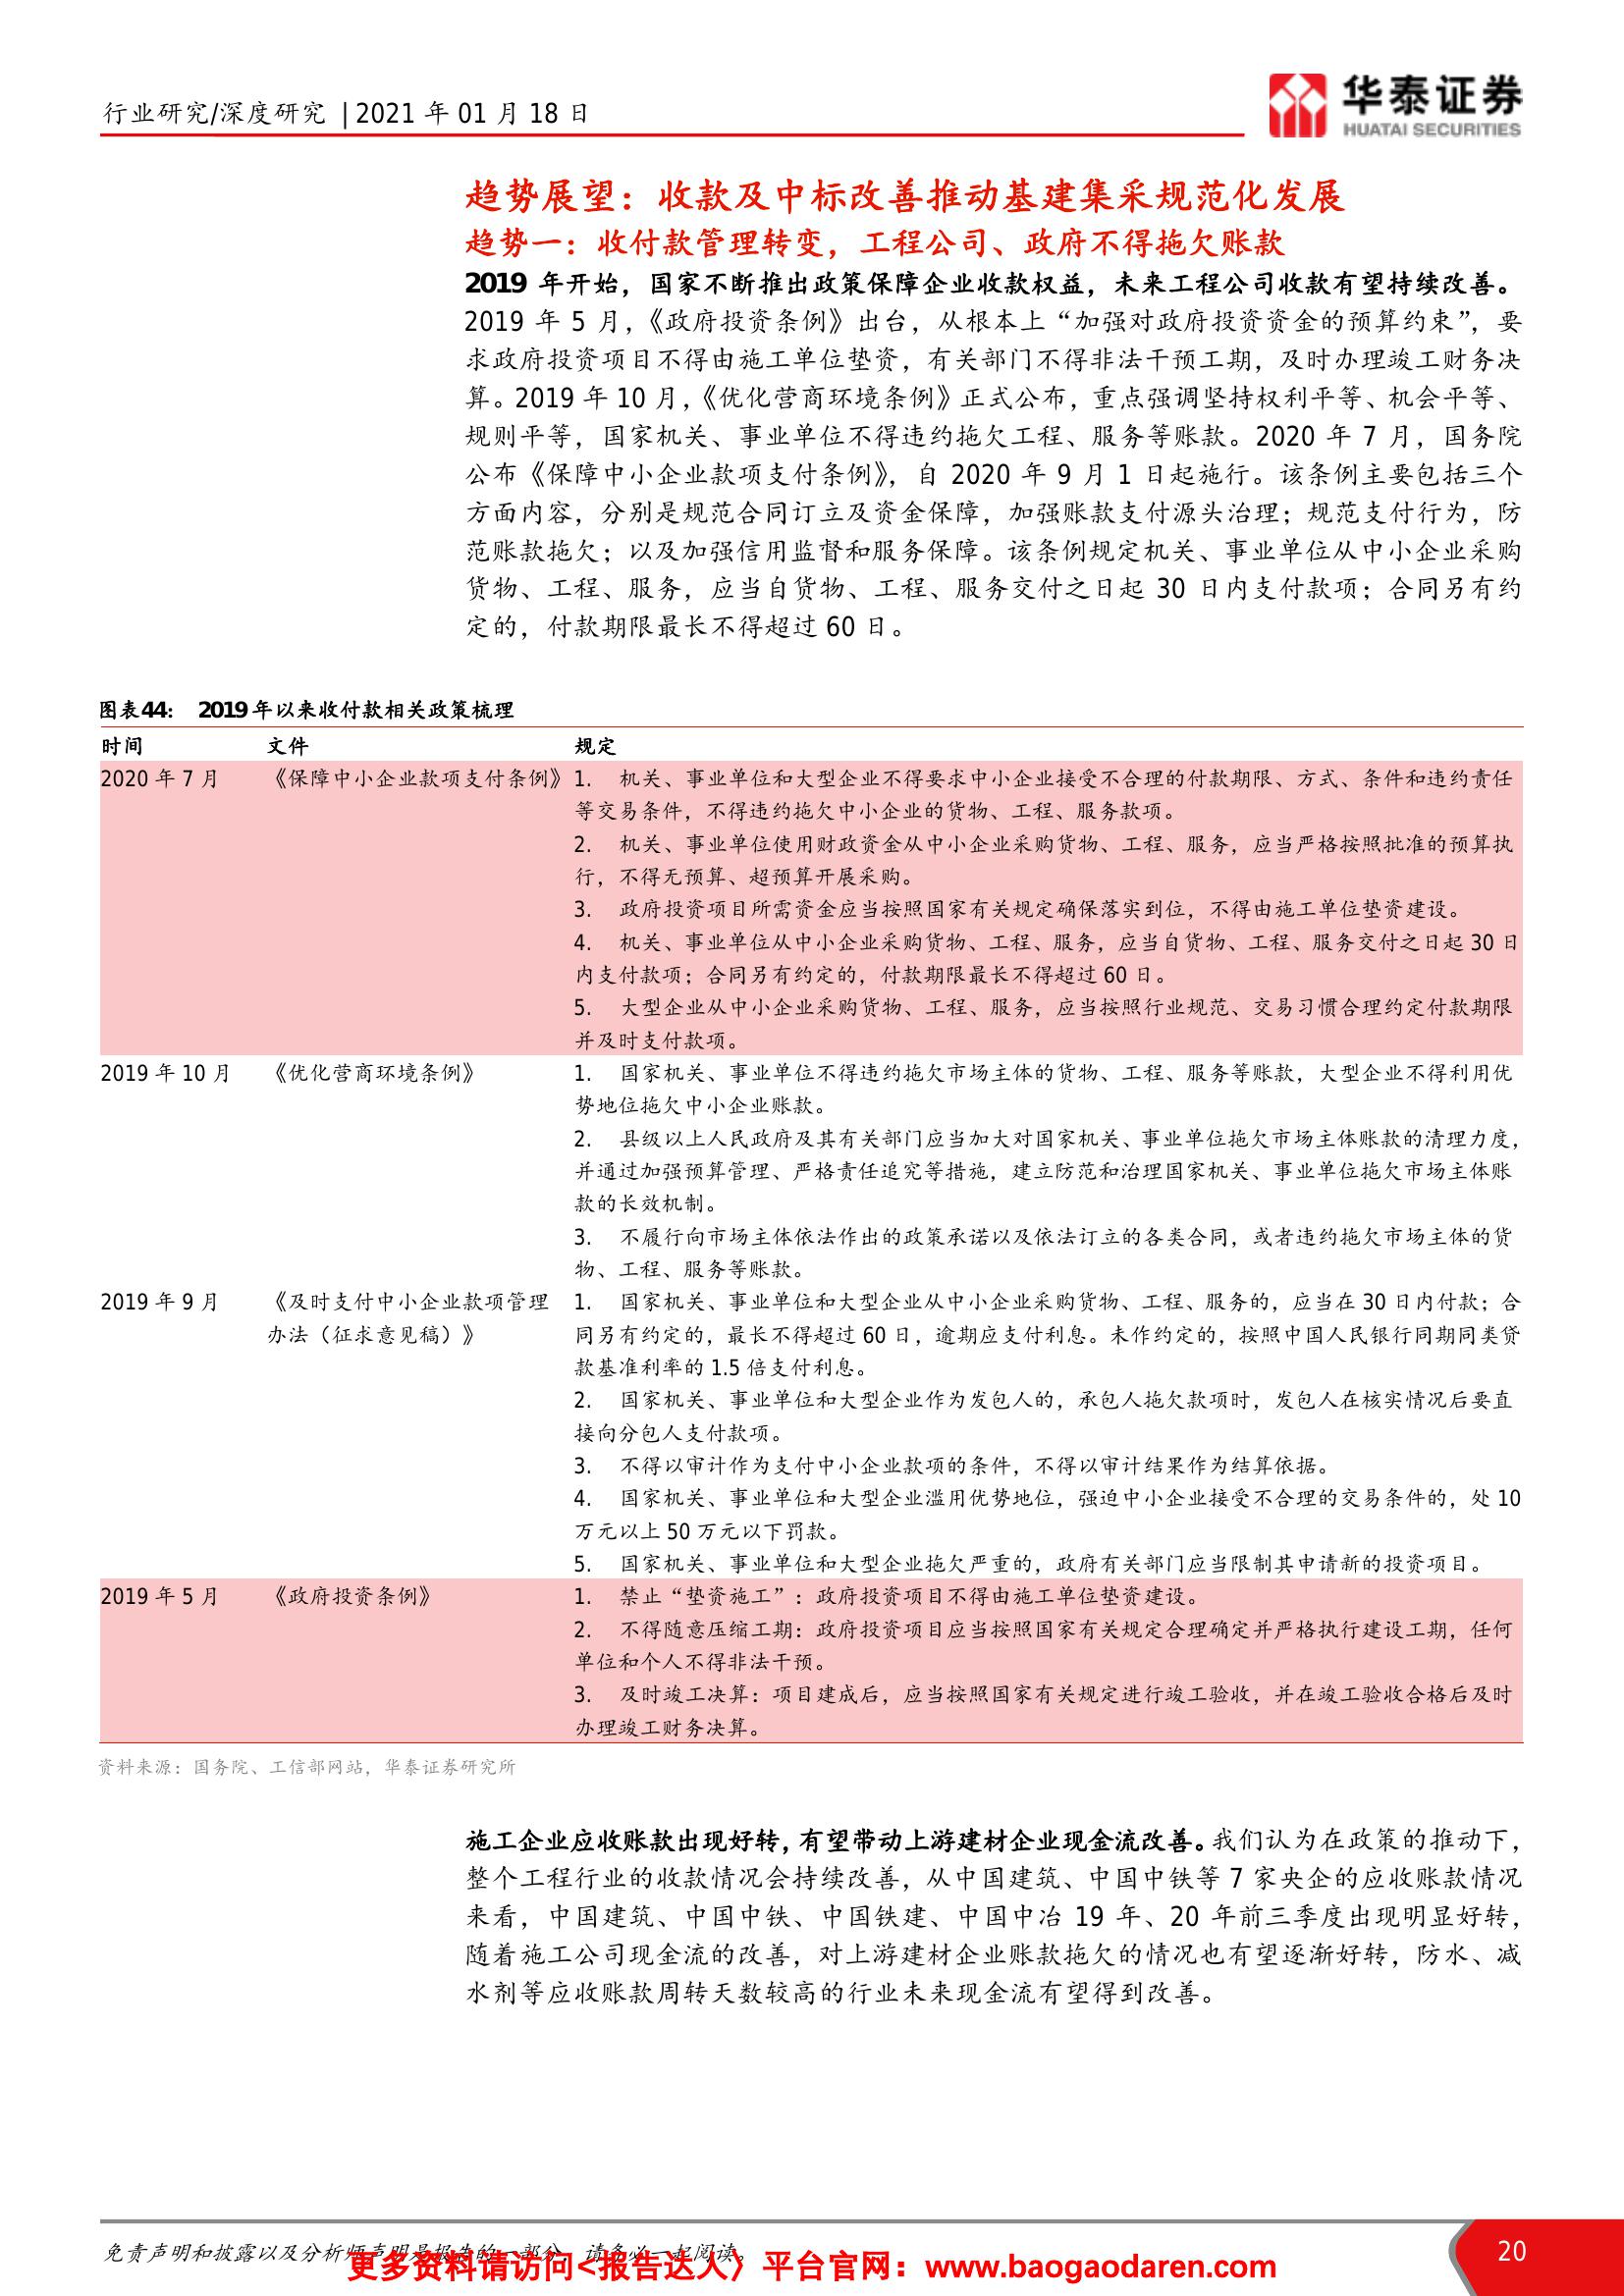 行业研究/深度研究 | 2021 年 01 月 18 日
华泰证券
HUATAI SECURITIES
趋势展望：收款及中标改善推动基建集采规范化发展
趋势一：收付款管理转变，工程公司、政府不得拖欠账款
2019 年开始，国家不断推出政策保障企业收款权益，未来工程公司收款有望持续改善。
2019 年 5 月，《政府投资条例》出台，从根本上“加强对政府投资资金的预算约束”，要
求政府投资项目不得由施工单位垫资，有关部门不得非法干预工期，及时办理竣工财务决
算。2019 年 10 月，《优化营商环境条例》正式公布，重点强调坚持权利平等、机会平等、
规则平等，国家机关、事业单位不得违约拖欠工程、服务等账款。2020 年 7 月，国务院
公布《保障中小企业款项支付条例》，自 2020 年 9 月 1 日起施行。该条例主要包括三个
方面内容，分别是规范合同订立及资金保障，加强账款支付源头治理；规范支付行为，防
范账款拖欠；以及加强信用监督和服务保障。该条例规定机关、事业单位从中小企业采购
货物、工程、服务，应当自货物、工程、服务交付之日起 30 日内支付款项；合同另有约
定的，付款期限最长不得超过 60 日。
图表44： 2019 年以来收付款相关政策梳理
时间 文件 规定
2020 年 7 月 《保障中小企业款项支付条例》 1. 机关、事业单位和大型企业不得要求中小企业接受不合理的付款期限、方式、条件和违约责任
等交易条件，不得违约拖欠中小企业的货物、工程、服务款项。
2. 机关、事业单位使用财政资金从中小企业采购货物、工程、服务，应当严格按照批准的预算执
行，不得无预算、超预算开展采购。
3. 政府投资项目所需资金应当按照国家有关规定确保落实到位，不得由施工单位垫资建设。
4. 机关、事业单位从中小企业采购货物、工程、服务，应当自货物、工程、服务交付之日起 30 日
内支付款项；合同另有约定的，付款期限最长不得超过 60 日。
5. 大型企业从中小企业采购货物、工程、服务，应当按照行业规范、交易习惯合理约定付款期限
并及时支付款项。
2019 年 10 月 《优化营商环境条例》 1. 国家机关、事业单位不得违约拖欠市场主体的货物、工程、服务等账款，大型企业不得利用优
势地位拖欠中小企业账款。
2. 县级以上人民政府及其有关部门应当加大对国家机关、事业单位拖欠市场主体账款的清理力度，
并通过加强预算管理、严格责任追究等措施，建立防范和治理国家机关、事业单位拖欠市场主体账
款的长效机制。
3. 不履行向市场主体依法作出的政策承诺以及依法订立的各类合同，或者违约拖欠市场主体的货
物、工程、服务等账款。
2019 年 9 月 《及时支付中小企业款项管理 1. 国家机关、事业单位和大型企业从中小企业采购货物、工程、服务的，应当在 30 日内付款；合
办法（征求意见稿）》 同另有约定的，最长不得超过 60 日，逾期应支付利息。未作约定的，按照中国人民银行同期同类贷
款基准利率的 1.5 倍支付利息。
2. 国家机关、事业单位和大型企业作为发包人的，承包人拖欠款项时，发包人在核实情况后要直
接向分包人支付款项。
3. 不得以审计作为支付中小企业款项的条件，不得以审计结果作为结算依据。
4. 国家机关、事业单位和大型企业滥用优势地位，强迫中小企业接受不合理的交易条件的，处 10
万元以上 50 万元以下罚款。
5. 国家机关、事业单位和大型企业拖欠严重的，政府有关部门应当限制其申请新的投资项目。
2019 年 5 月 《政府投资条例》 1. 禁止“垫资施工”：政府投资项目不得由施工单位垫资建设。
2. 不得随意压缩工期：政府投资项目应当按照国家有关规定合理确定并严格执行建设工期，任何
单位和个人不得非法干预。
3. 及时竣工决算：项目建成后，应当按照国家有关规定进行竣工验收，并在竣工验收合格后及时
办理竣工财务决算。
资料来源：国务院、工信部网站，华泰证券研究所
施工企业应收账款出现好转，有望带动上游建材企业现金流改善。我们认为在政策的推动下，
整个工程行业的收款情况会持续改善，从中国建筑、中国中铁等 7 家央企的应收账款情况
来看，中国建筑、中国中铁、中国铁建、中国中冶 19 年、20 年前三季度出现明显好转，
随着施工公司现金流的改善，对上游建材企业账款拖欠的情况也有望逐渐好转，防水、减
水剂等应收账款周转天数较高的行业未来现金流有望得到改善。
免责声明和披露以及分析师声明是报告的一部分，请务必一起阅读。
20
更多资料请访问<报告达人〉平台官网：www.baogaodaren.com